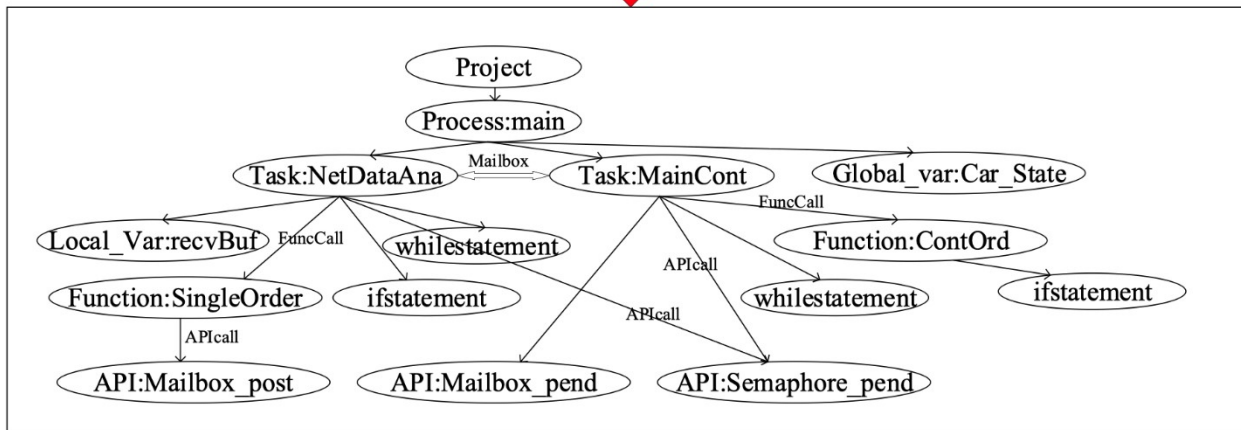 Project
Process:main
Mailbox
Task:NetDataAna
Task:MainCont
Global_var:Car_State
FuncCall
Local_Var:recvBuf
FuncCall
whilestatement
Function:ContOrd
APIcall
Function:SingleOrder
ifstatement
whilestatement
ifstatement
APIcall
APIcall
API:Mailbox_post
API:Mailbox_pend
API:Semaphore_pend